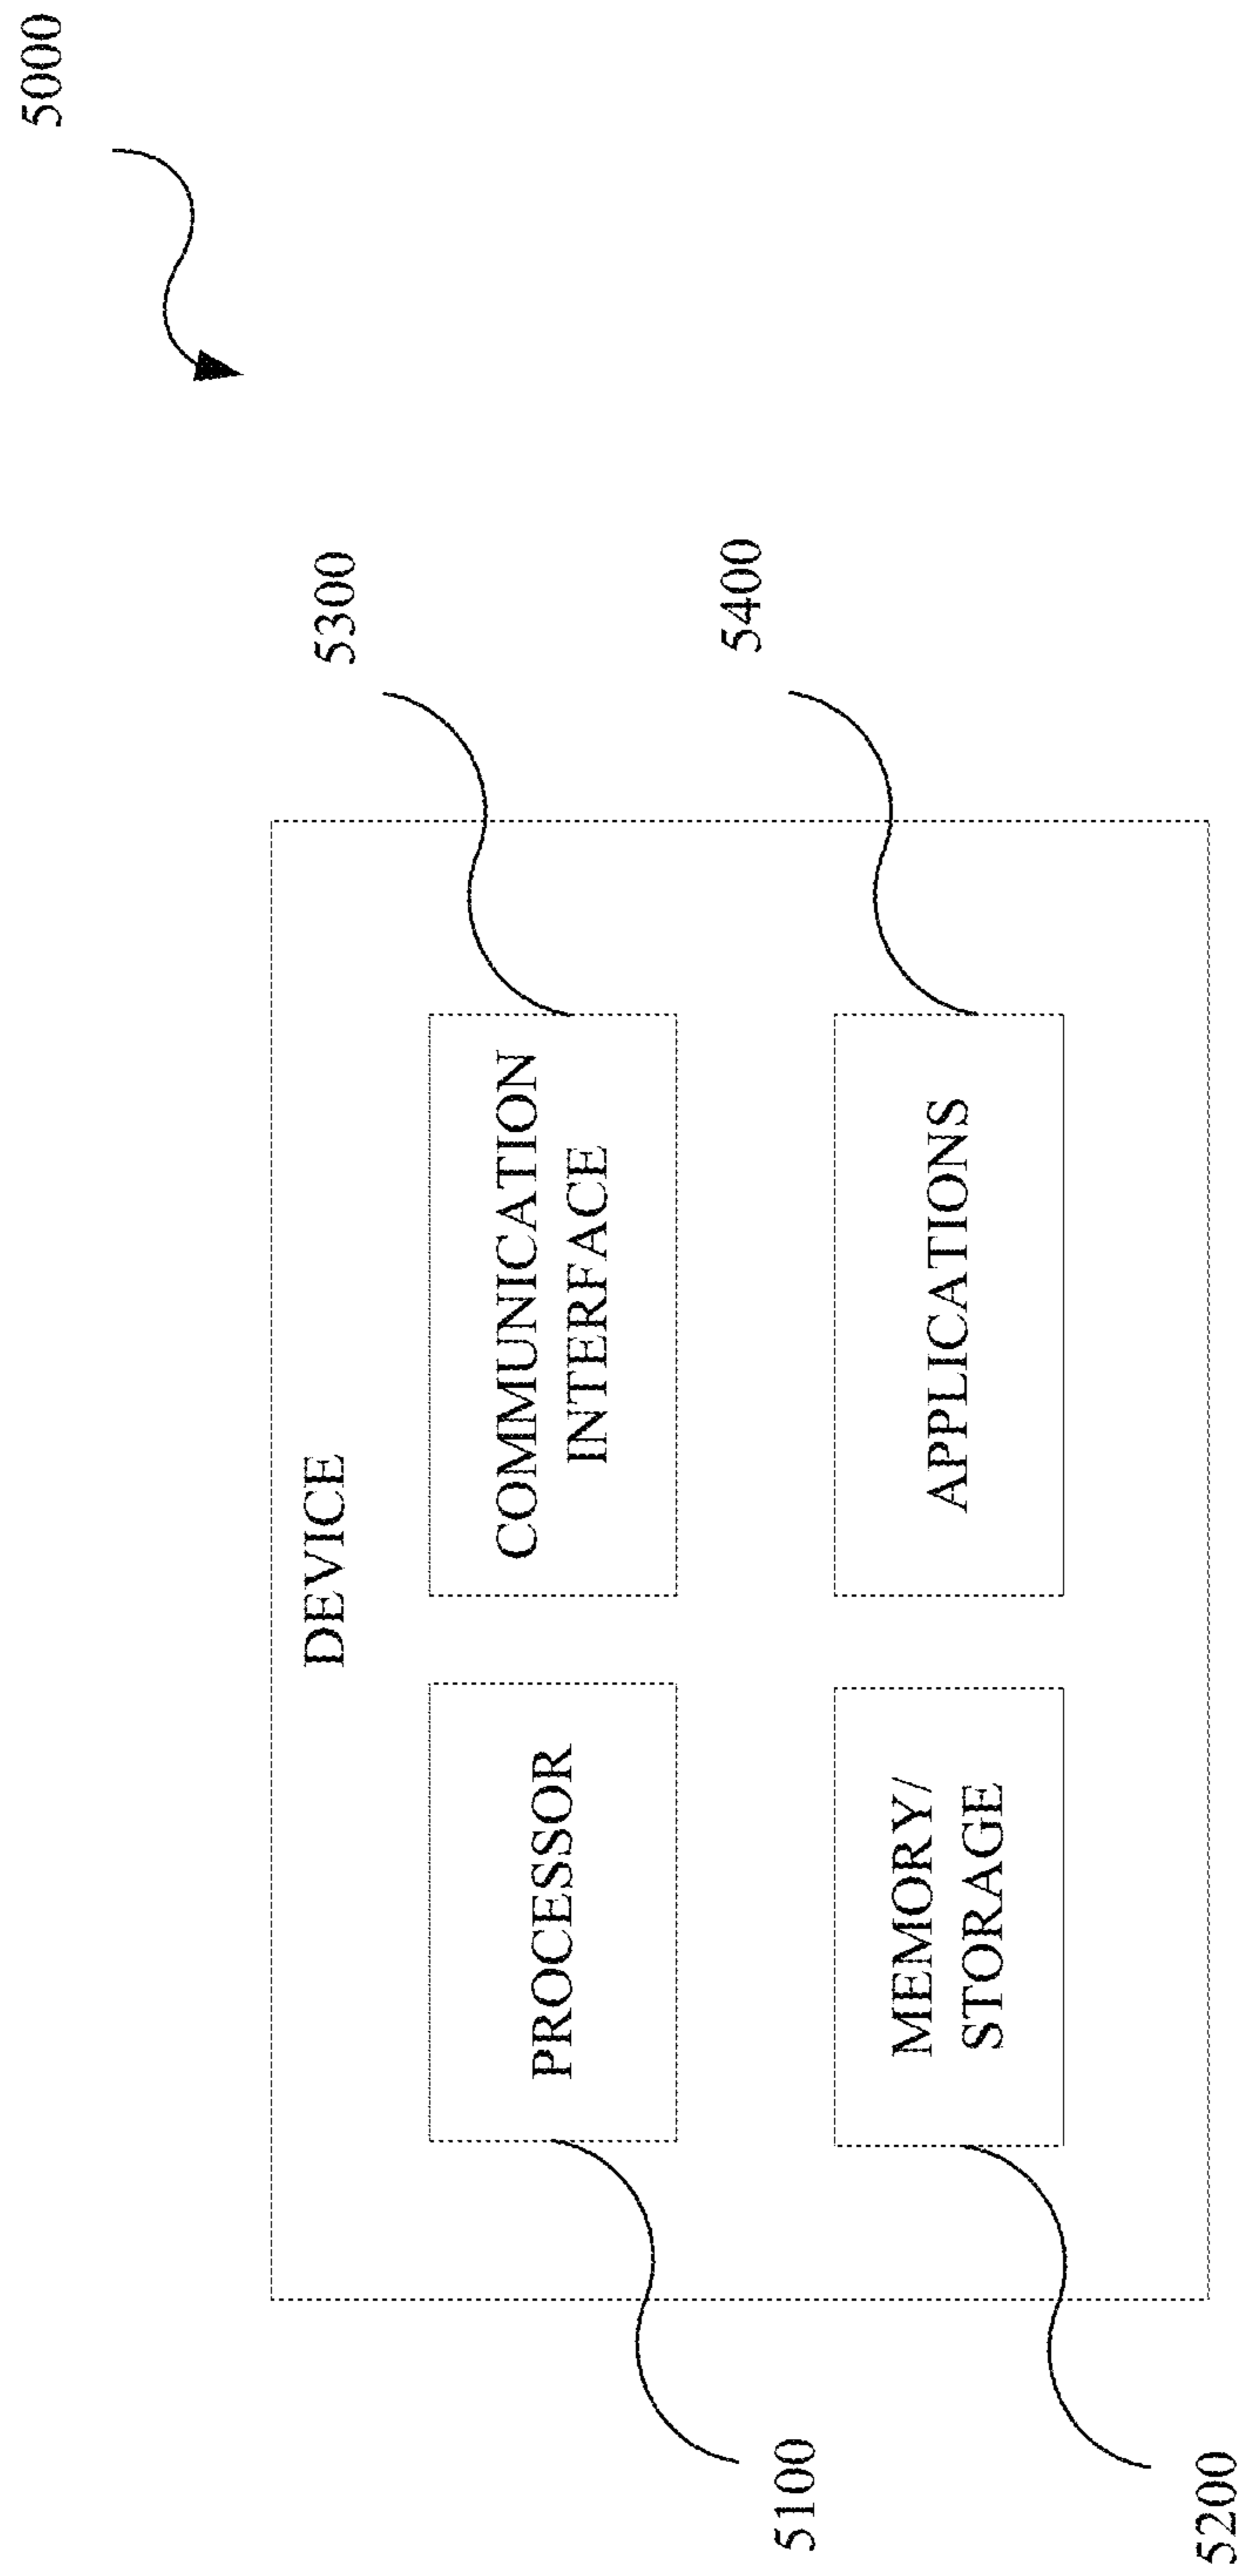 5000
DEVICE
5300
PROCESSOR
COMMUNICATION
INTERFACE
5100
5400
MEMORY/
STORAGE
APPLICATIONS
5200